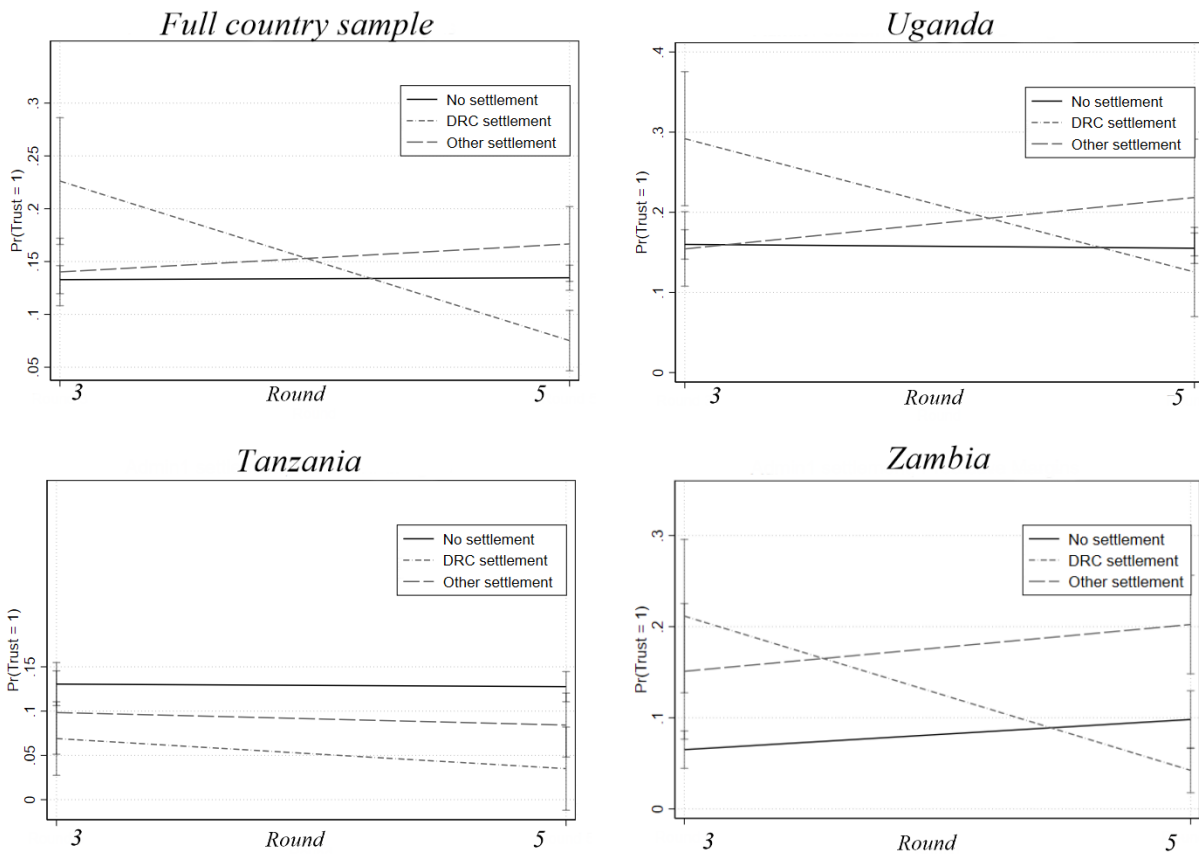 Full country sample
Pr(Trust = 1)
.3
.25
.2
.15
.1
.05
No settlement
DRC settlement
Other settlement
3
Round
5
Uganda
Pr(Trust = 1)
.4
.3
.2
.1
0
No settlement
DRC settlement
Other settlement
3
Round
5
Tanzania
Pr(Trust = 1)
.15
.1
.05
0
No settlement
DRC settlement
Other settlement
3
Round
5
Zambia
Pr(Trust = 1)
.3
.2
.1
0
No settlement
DRC settlement
Other settlement
3
Round
5